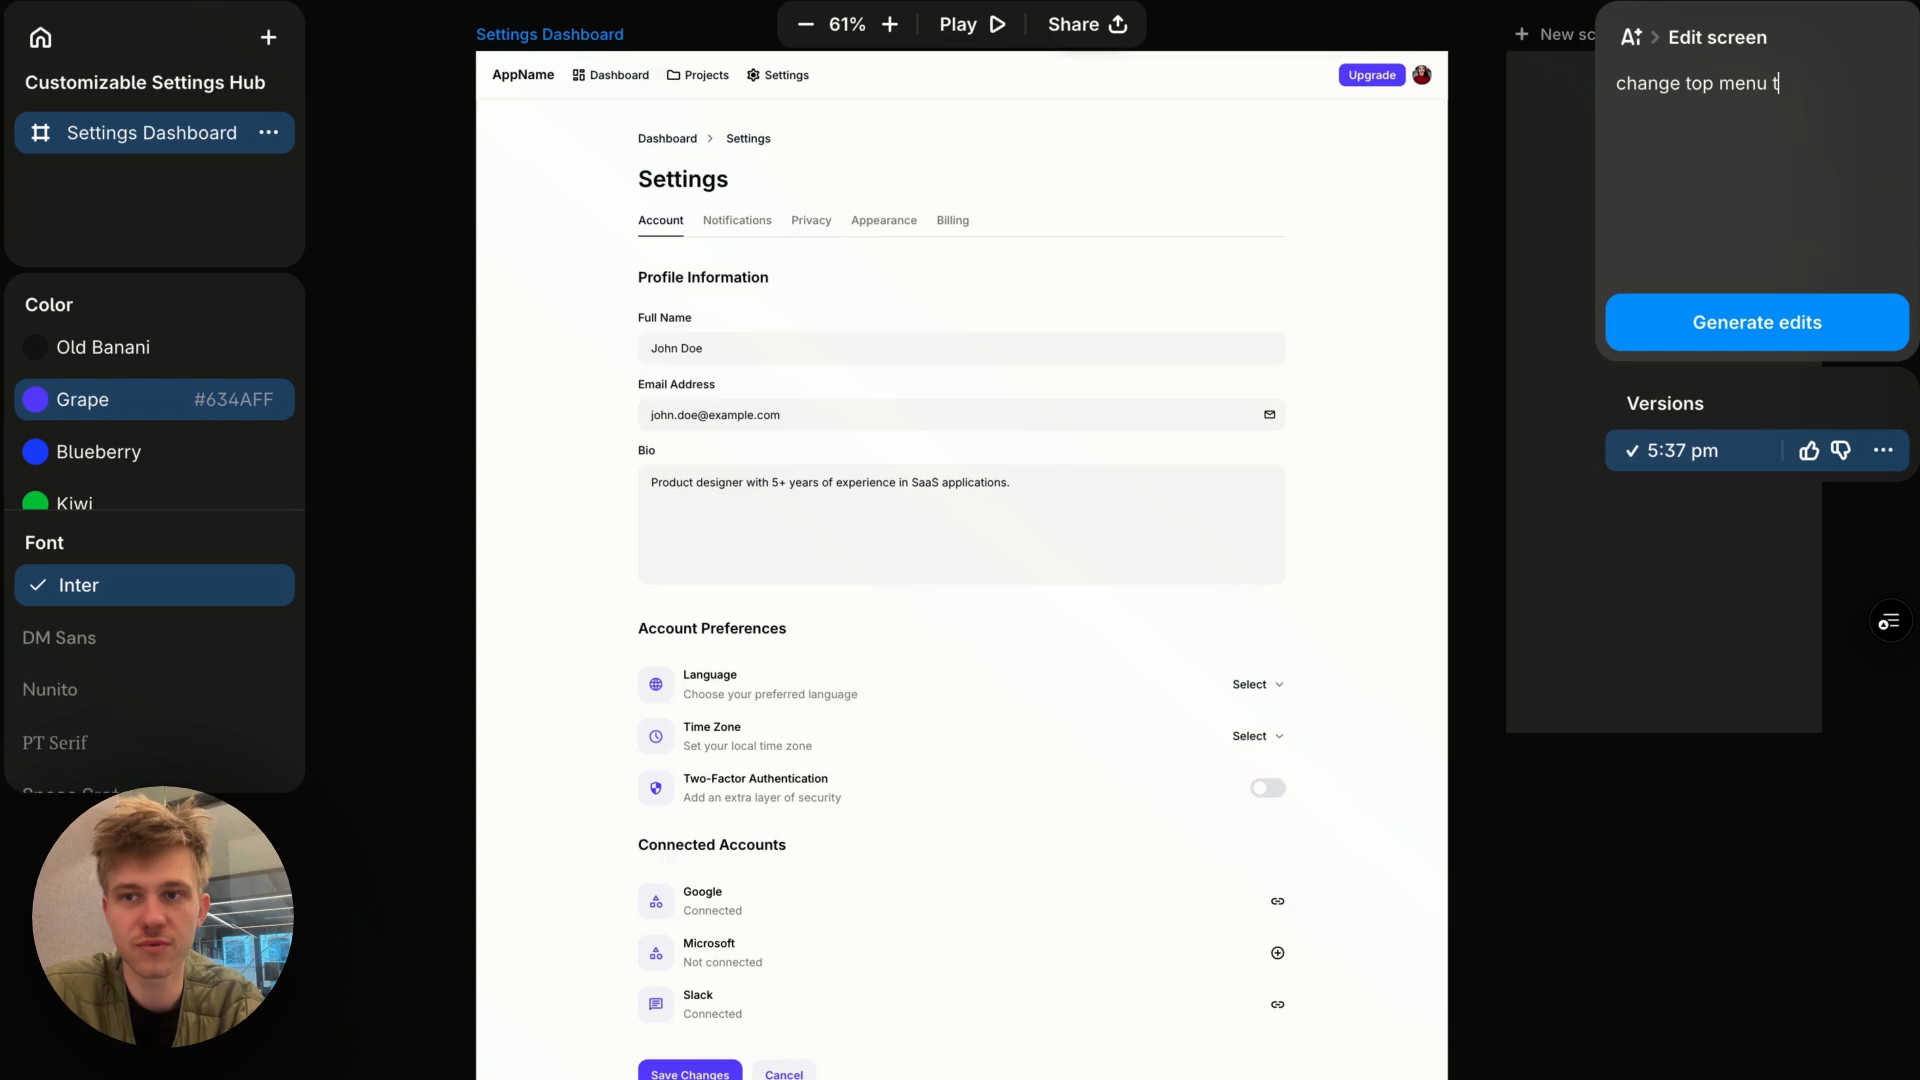 Customizable Settings Hub
Settings Dashboard
Color
Old Banani
Grape #634AFF
Blueberry
Kiwi
Font
Inter
DM Sans
Nunito
PT Serif
Settings Dashboard
61% Play Share
AppName Dashboard Projects Settings Upgrade
Dashboard Settings
Settings
Account Notifications Privacy Appearance Billing
Profile Information
Full Name
John Doe
Email Address
john.doe@example.com
Bio
Product designer with 5+ years of experience in SaaS applications.
Account Preferences
Language
Choose your preferred language
Select
Time Zone
Set your local time zone
Select
Two-Factor Authentication
Add an extra layer of security
Connected Accounts
Google
Connected
Microsoft
Not connected
Slack
Connected
Save Changes Cancel
New sc
Edit screen
change top menu t
Generate edits
Versions
5:37 pm